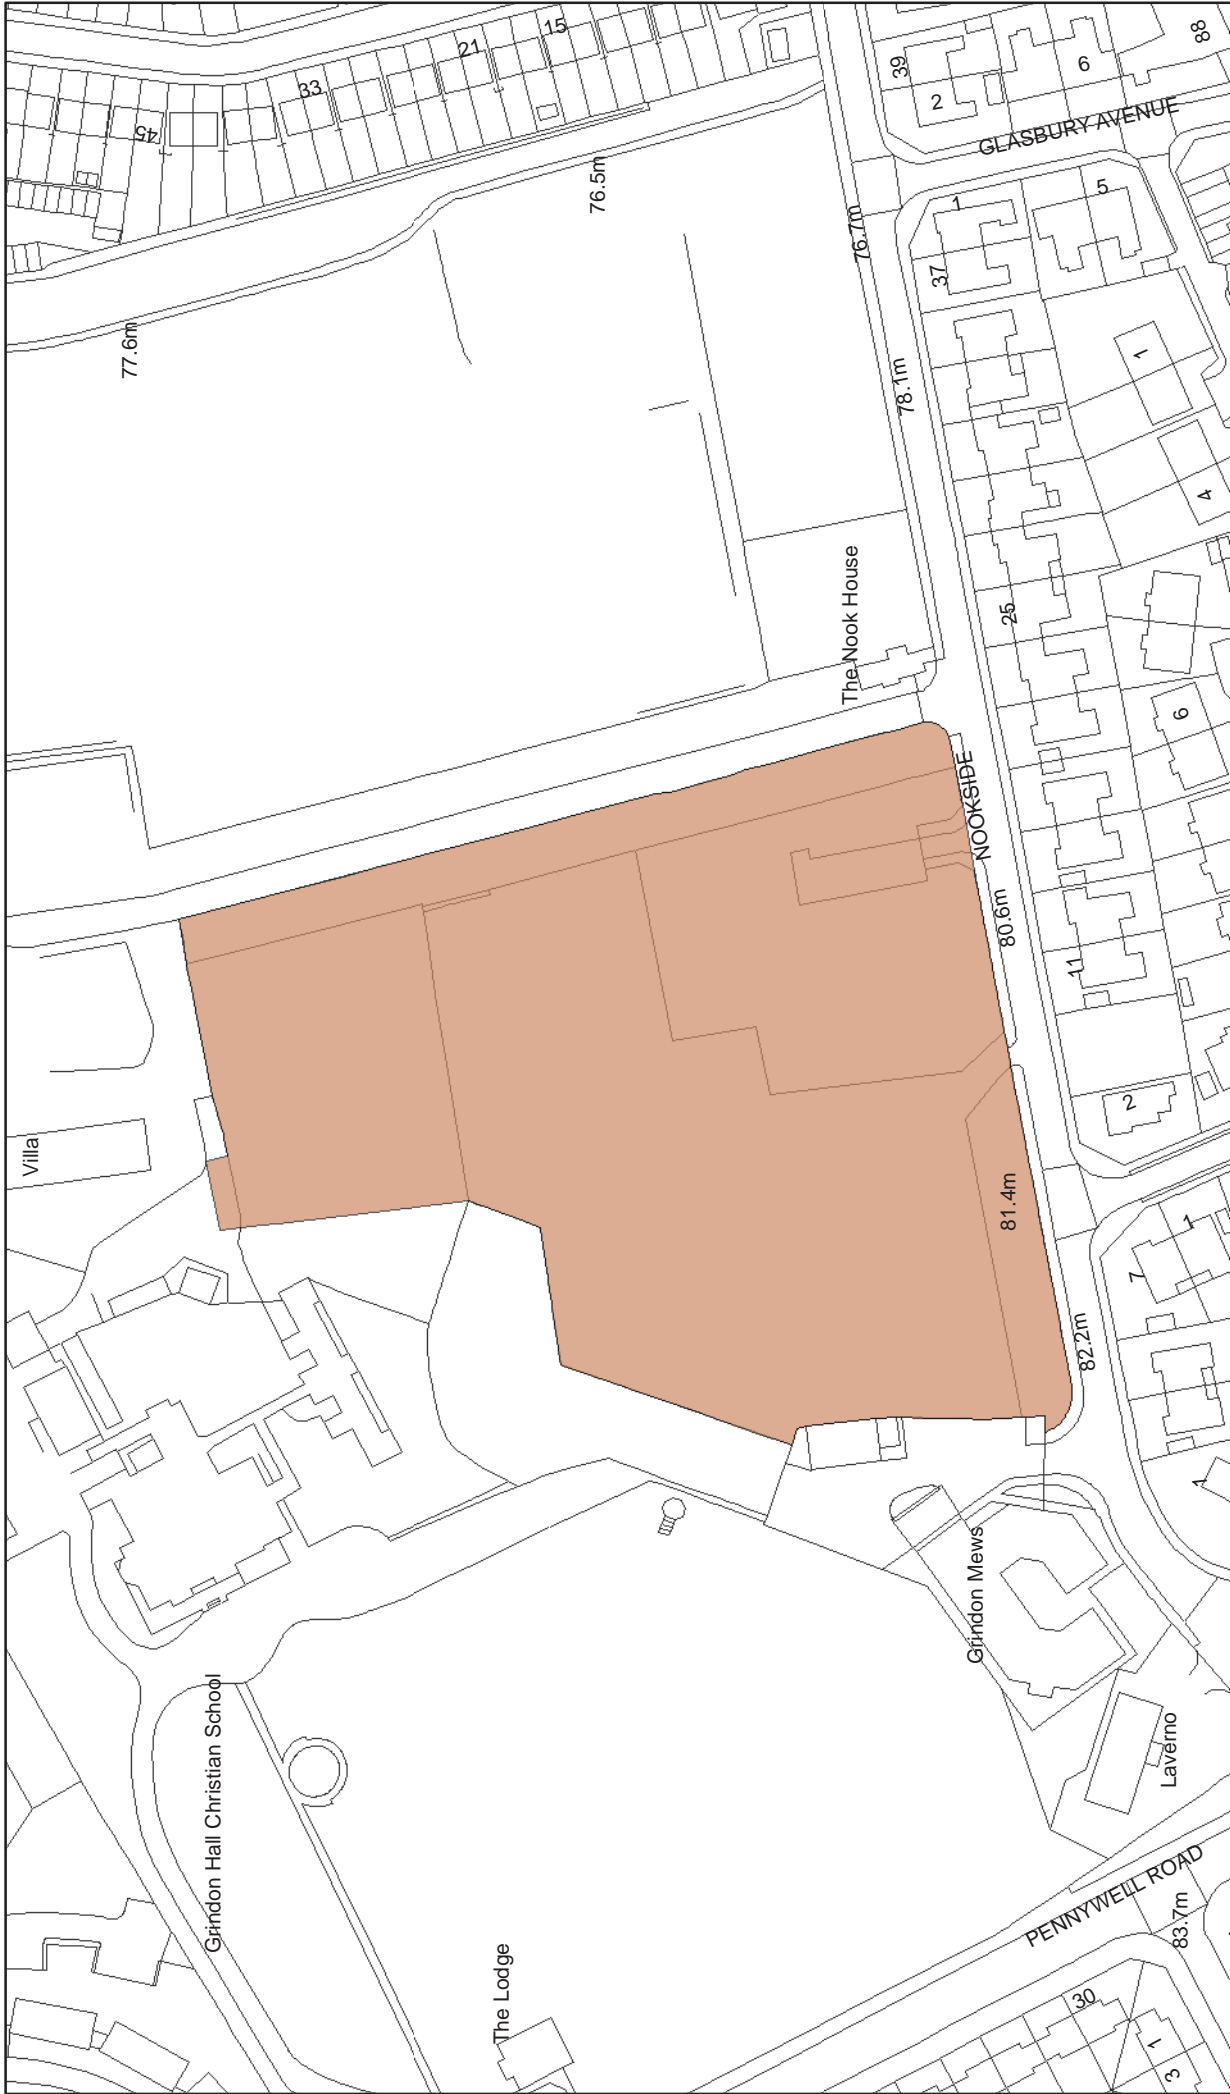 15
21
33
45
39
2
6
88
GLASBURY AVENUE
76.5m
76.7m
77.6m
1
5
37
78.1m
1
4
The Nook House
25
6
NOOKSIDE
80.6m
11
2
Villa
81.4m
82.2m
7
1
1
Grindon Mews
Grindon Hall Christian School
Laverno
PENNYWELL ROAD
83.7m
The Lodge
30
1
3